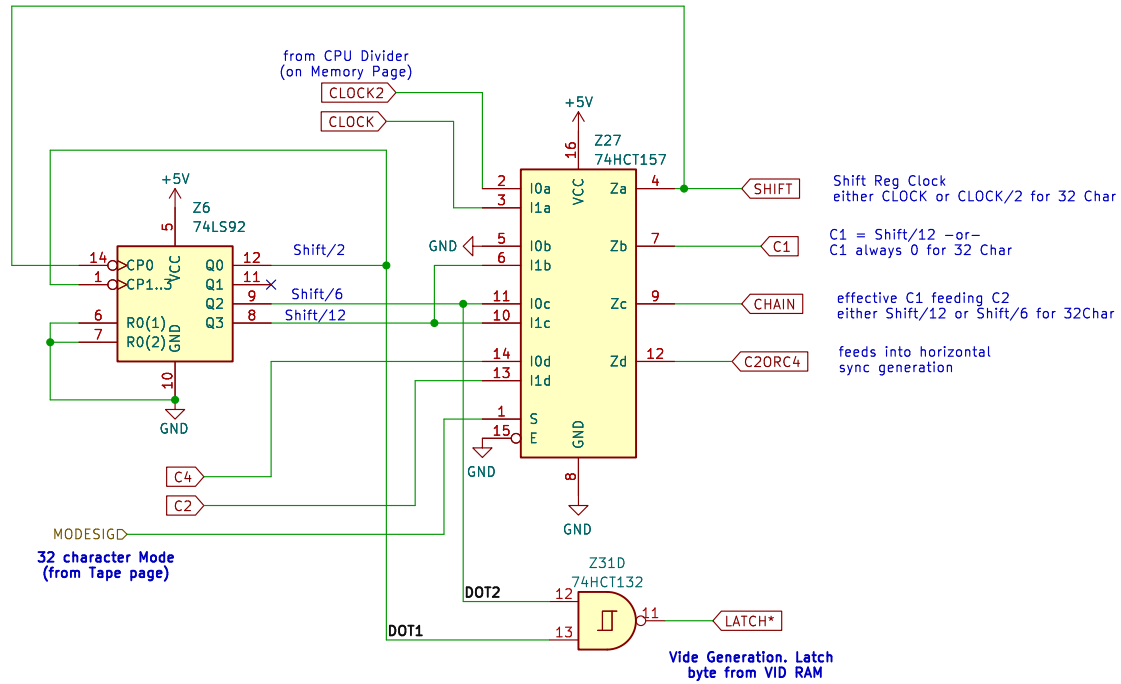 from CPU Divider
(on Memory Page)
CLOCK2
CLOCK
+5V
16
Z27
74HCT157
VCC
2 I0a
3 I1a
5 I0b
6 I1b
11 I0c
10 I1c
14 I0d
13 I1d
1 S
15 E
GND
8
GND
Za 4
Zb 7
Zc 9
Zd 12
GND
GND
SHIFT
Shift Reg Clock
either CLOCK or CLOCK/2 for 32 Char
C1
C1 = Shift/12 -or-
C1 always 0 for 32 Char
CHAIN
effective C1 feeding C2
either Shift/12 or Shift/6 for 32Char
C2ORC4
feeds into horizontal
sync generation
+5V
5
Z6
74LS92
VCC
14 CP0
1 CP1..3
6 R0(1)
7 R0(2)
GND
10
GND
Q0 12
Q1 11
Q2 9
Q3 8
Shift/2
Shift/6
Shift/12
C4
C2
MODESIG
32 character Mode
(from Tape page)
Z31D
74HCT132
DOT2
12
DOT1
13
11
LATCH*
Vide Generation. Latch
byte from VID RAM